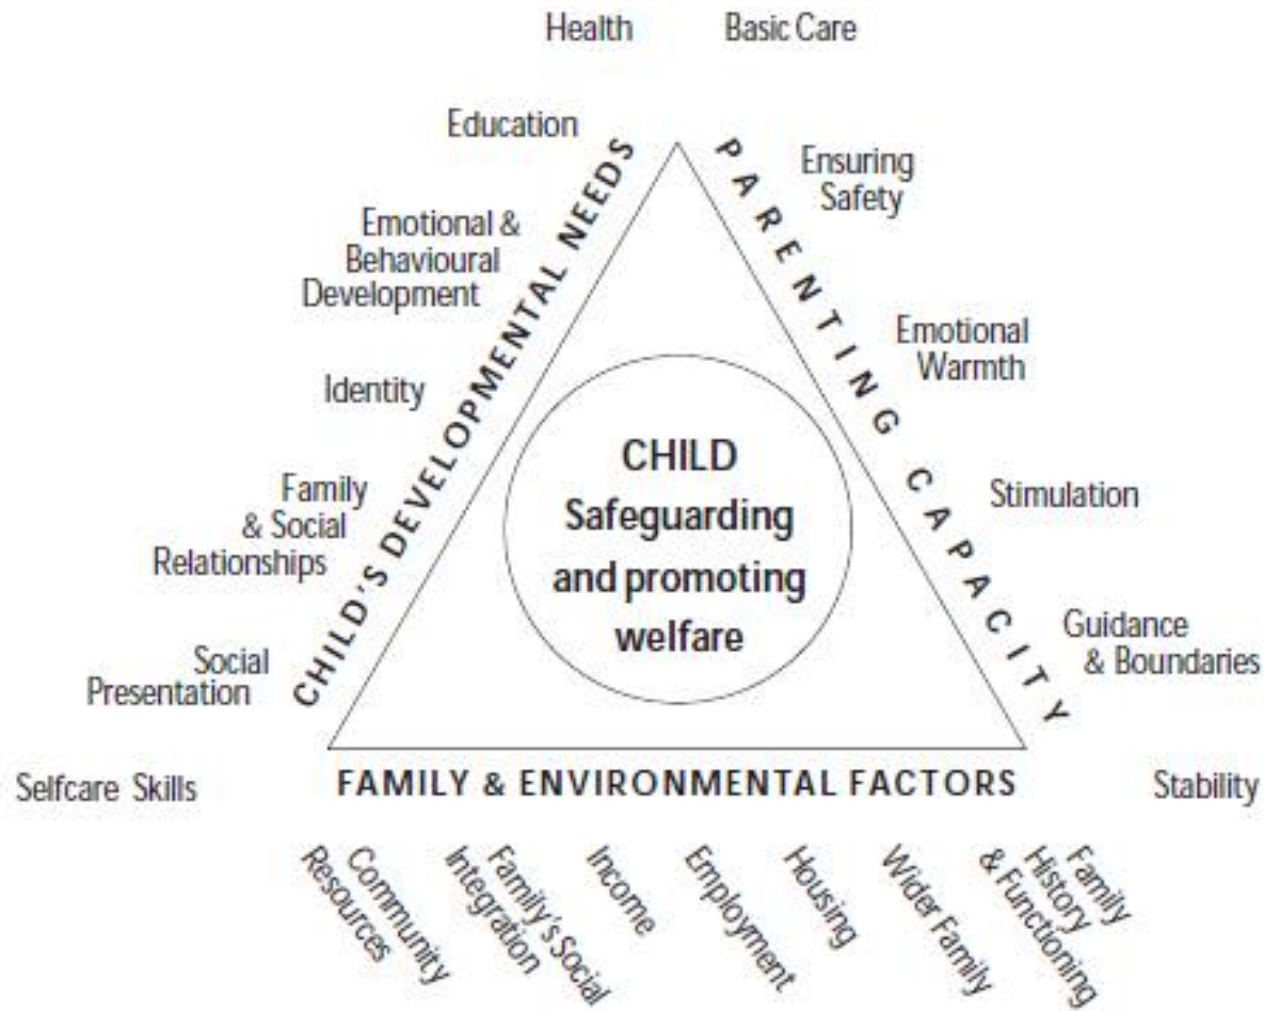 Health
Basic Care
Education
Ensuring
Safety
Emotional &
Behavioural
Development
Emotional
Warmth
Identity
Family
& Social
Relationships
Stimulation
Social
Presentation
Guidance
& Boundaries
Selfcare Skills
Stability
CHILD'S DEVELOPMENTAL NEEDS
PARENTING CAPACITY
CHILD
Safeguarding
and promoting
welfare
FAMILY & ENVIRONMENTAL FACTORS
Community
Resources
Family's Social
Integration
Income
Employment
Housing
Wider Family
Family
History
& Functioning